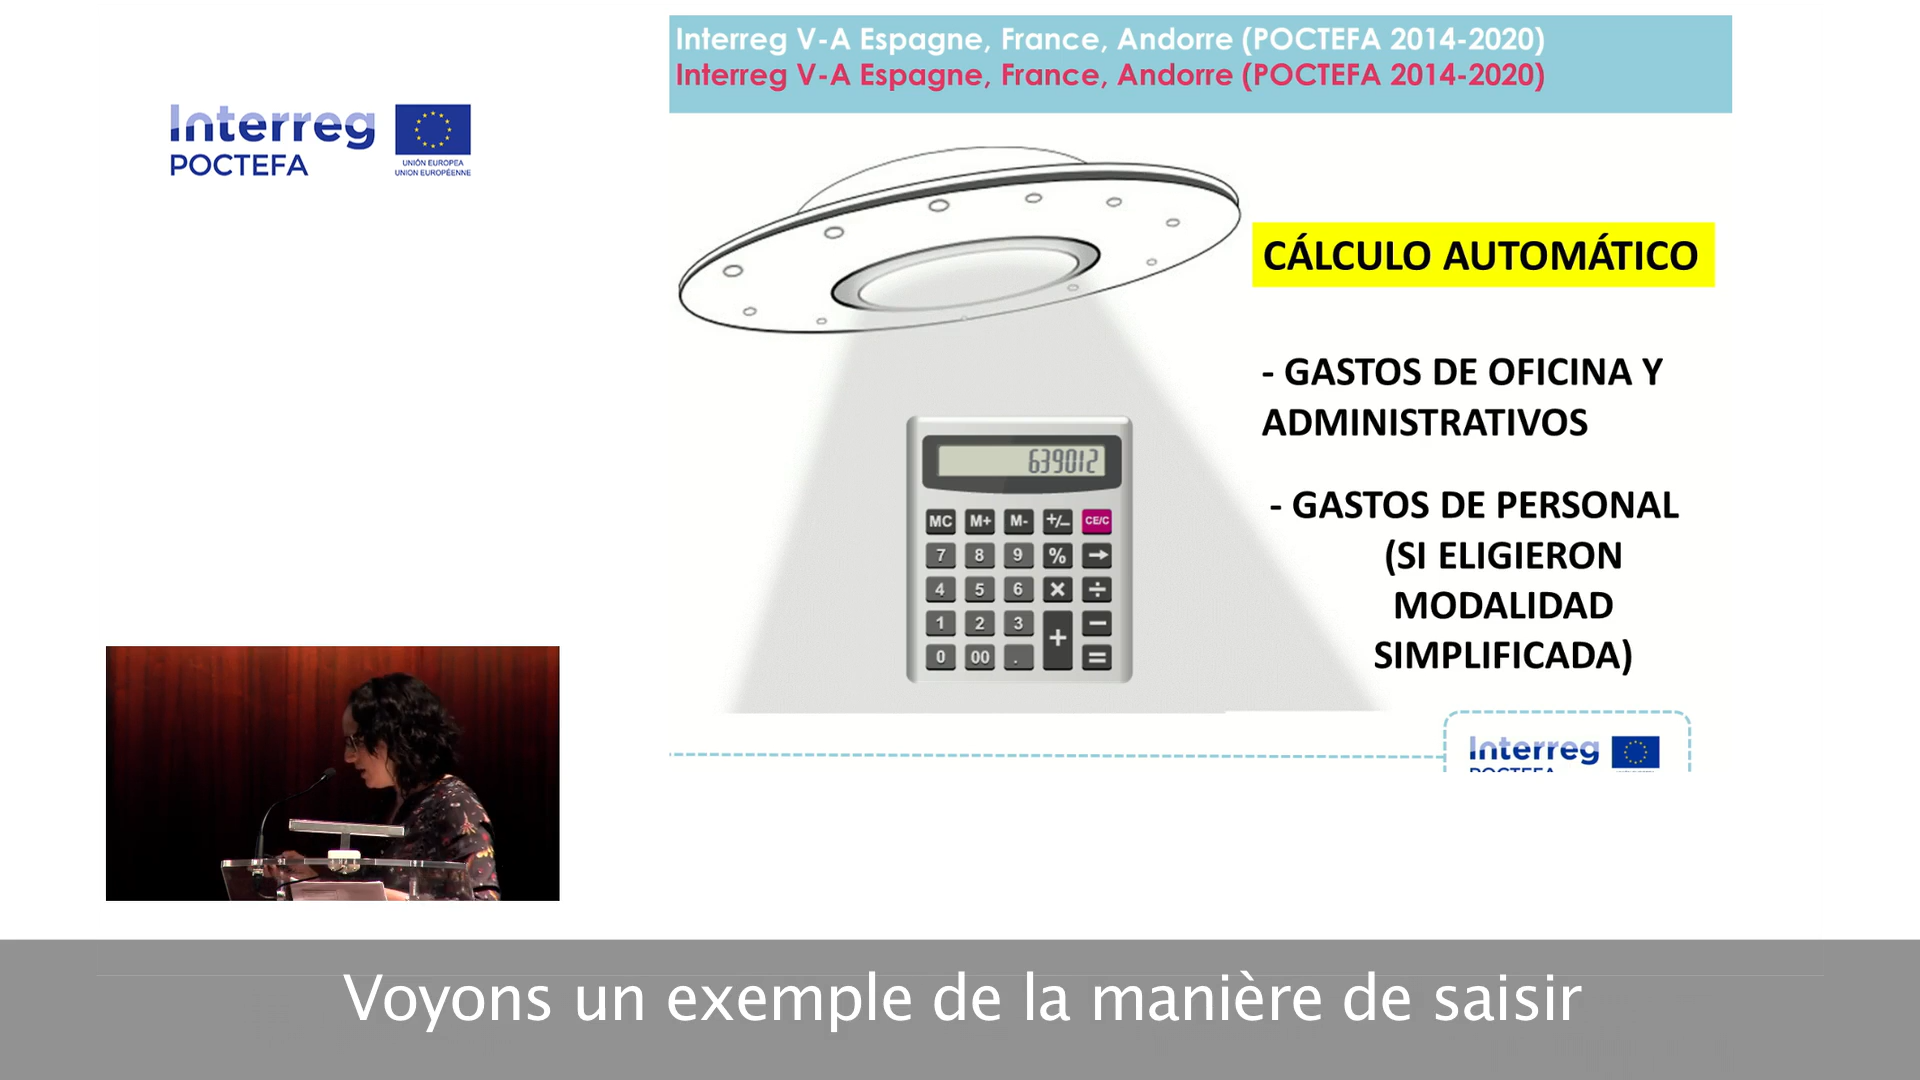 Interreg V-A Espagne, France, Andorre (POCTEFA 2014-2020)
Interreg V-A Espagne, France, Andorre (POCTEFA 2014-2020)
Interreg
POCTEFA
UNIÓN EUROPEA
UNION EUROPÉENNE
CÁLCULO AUTOMÁTICO
- GASTOS DE OFICINA Y
ADMINISTRATIVOS
- GASTOS DE PERSONAL
(SI ELIGIERON
MODALIDAD
SIMPLIFICADA)
639012
MC M+ M- +/- CE/C
7 8 9 % →
4 5 6 × ÷
1 2 3 + −
0 00 . =
Interreg
POCTEFA
Voyons un exemple de la manière de saisir